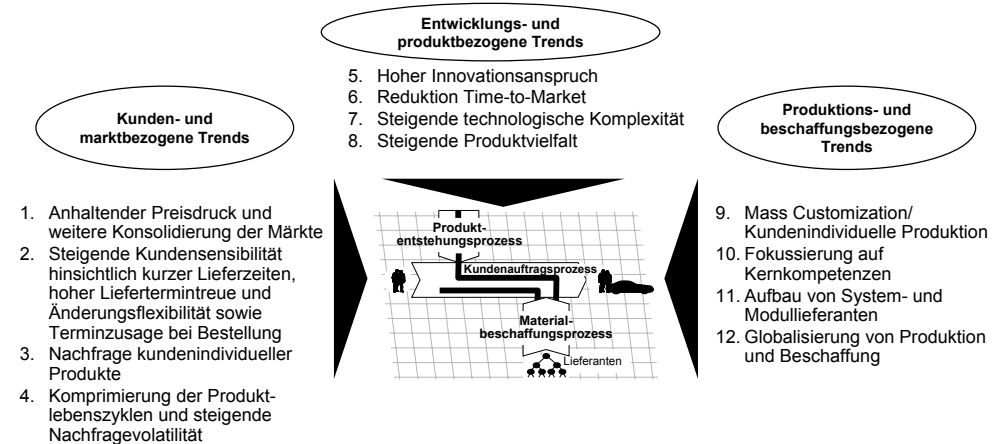 Entwicklungs- und
produktbezogene Trends
5. Hoher Innovationsanspruch
6. Reduktion Time-to-Market
7. Steigende technologische Komplexität
8. Steigende Produktvielfalt
Kunden- und
marktbezogene Trends
1. Anhaltender Preisdruck und
weitere Konsolidierung der Märkte
2. Steigende Kundensensibilität
hinsichtlich kurzer Lieferzeiten,
hoher Liefertermintreue und
Änderungsflexibilität sowie
Terminzusage bei Bestellung
3. Nachfrage kundenindividueller
Produkte
4. Komprimierung der Produkt-
lebenszyklen und steigende
Nachfragevolatilität
Produkt-
entstehungsprozess
Kundenauftragsprozess
Material-
beschaffungsprozess
Lieferanten
Produktions- und
beschaffungsbezogene
Trends
9. Mass Customization/
Kundenindividuelle Produktion
10. Fokussierung auf
Kernkompetenzen
11. Aufbau von System- und
Modullieferanten
12. Globalisierung von Produktion
und Beschaffung